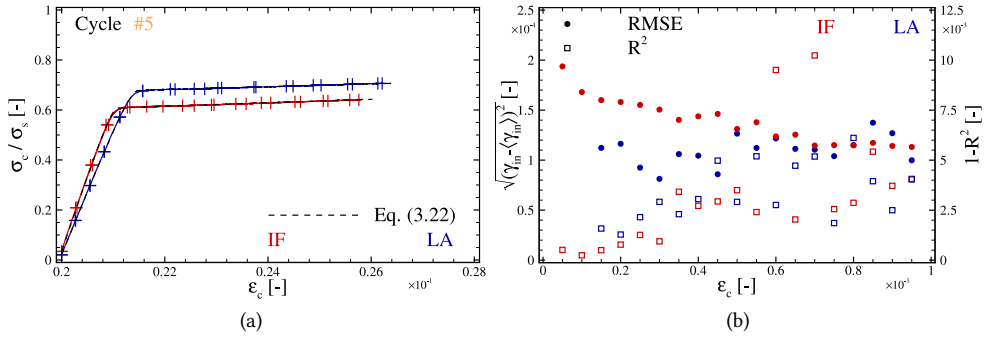 Cycle #5
1
0.8
0.6
0.4
0.2
0
σc / σs [-]
Eq. (3.22)
IF LA
0.2 0.22 0.24 0.26 0.28
×10⁻¹
εc [-]
(a)
2.5 ×10⁻⁴
2
1.5
1
0.5
0
√(γin-⟨γin⟩)²  [-]
RMSE
R²
IF LA
12.5 ×10⁻³
10
7.5
5
2.5
0
1-R² [-]
0 0.2 0.4 0.6 0.8 1
×10⁻¹
εc [-]
(b)